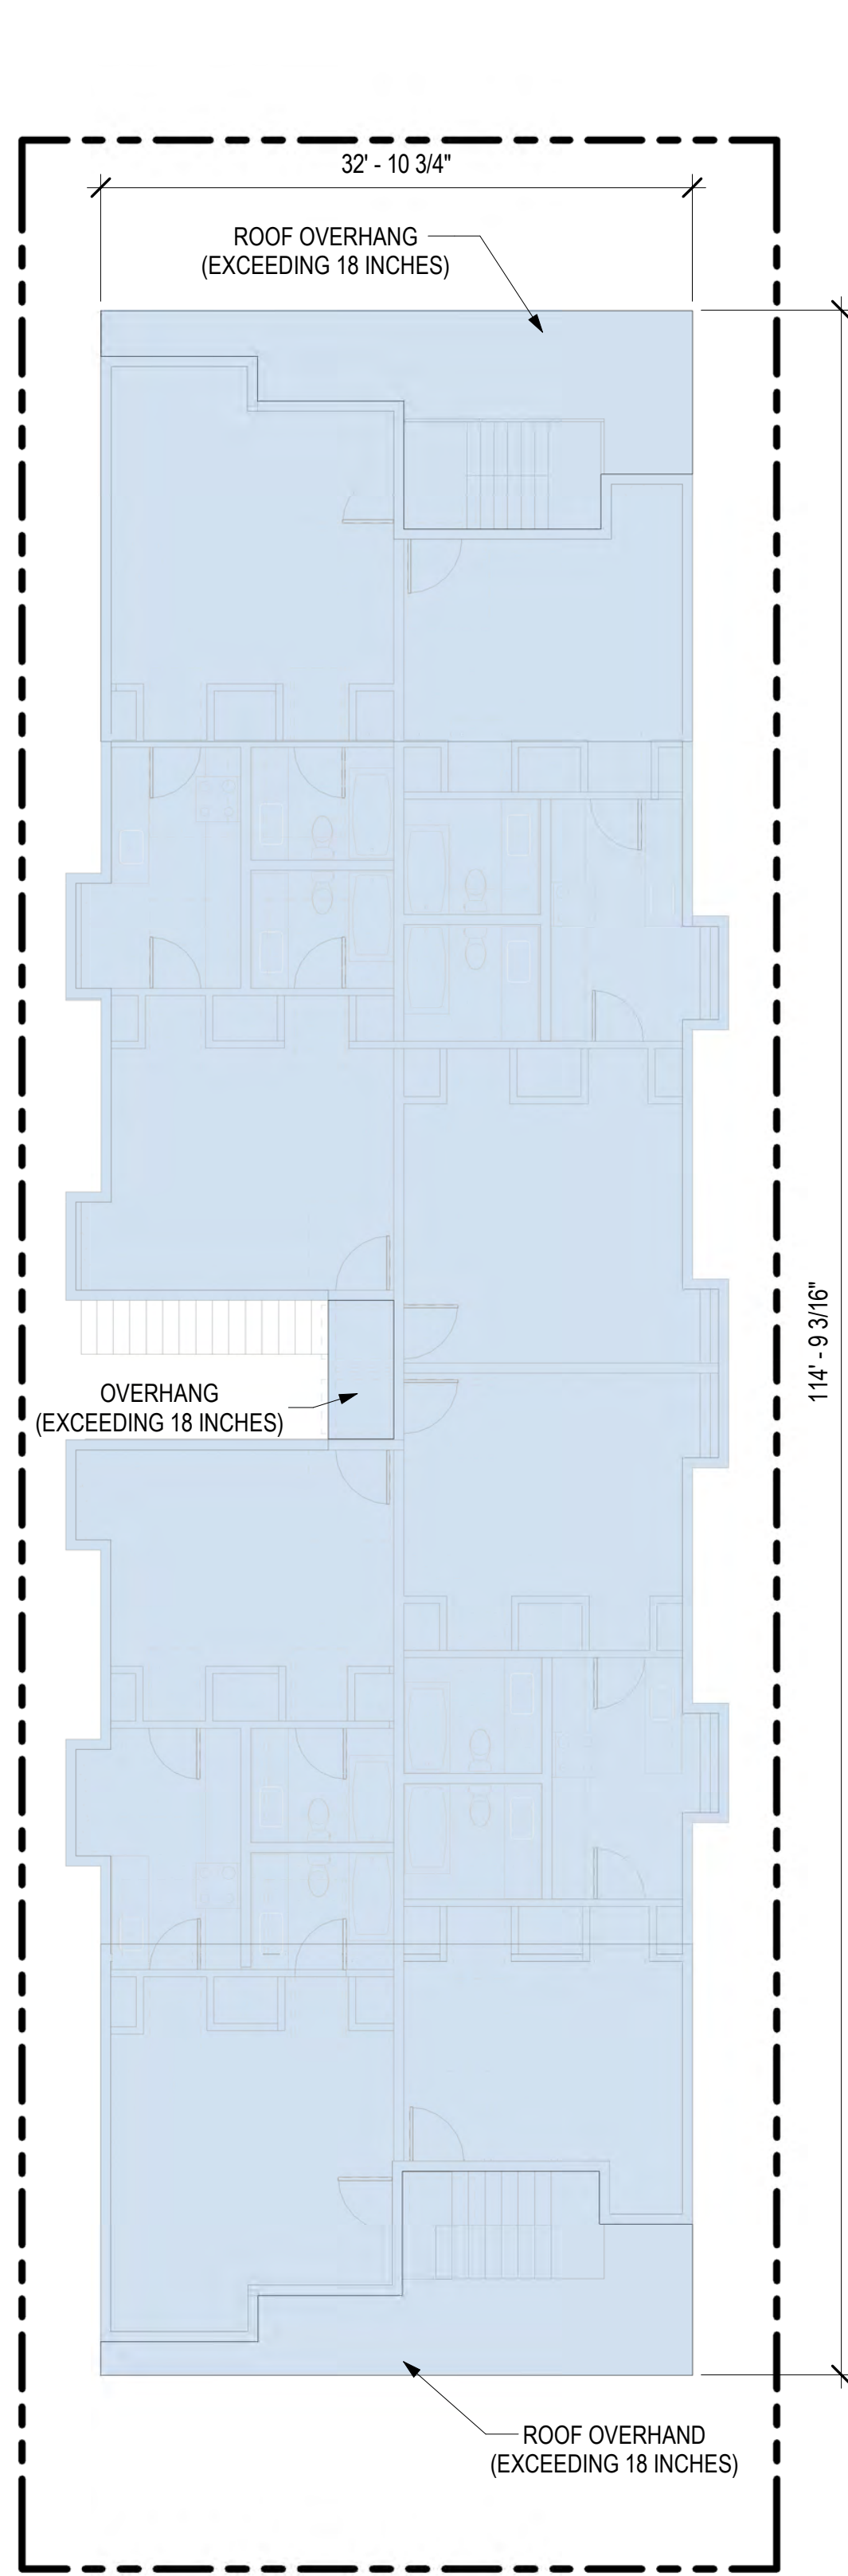 32' - 10 3/4"
ROOF OVERHANG
(EXCEEDING 18 INCHES)
114' - 9 3/16"
OVERHANG
(EXCEEDING 18 INCHES)
ROOF OVERHAND
(EXCEEDING 18 INCHES)